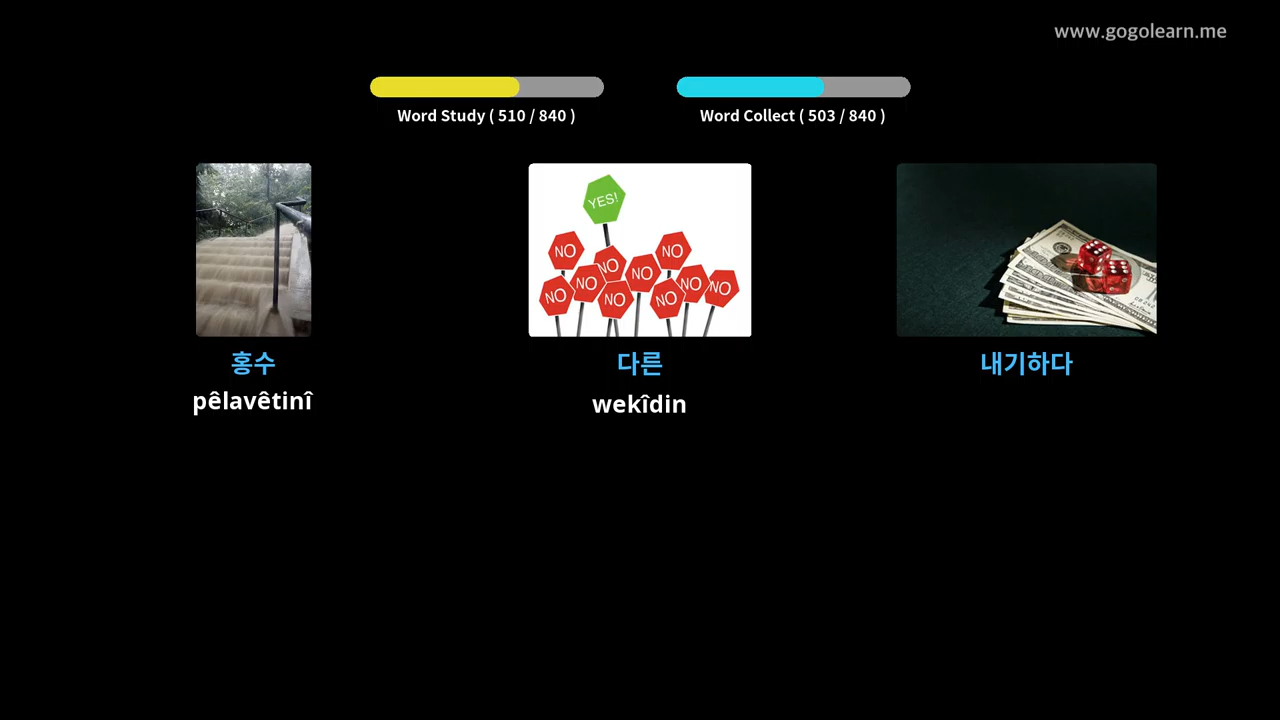 www.gogolearn.me
Word Study ( 510 / 840 )
Word Collect ( 503 / 840 )
YES!
NO
NO
NO
NO
NO
NO
NO
NO
NO
NO
홍수
다른
내기하다
pêlavêtinî
wekîdin